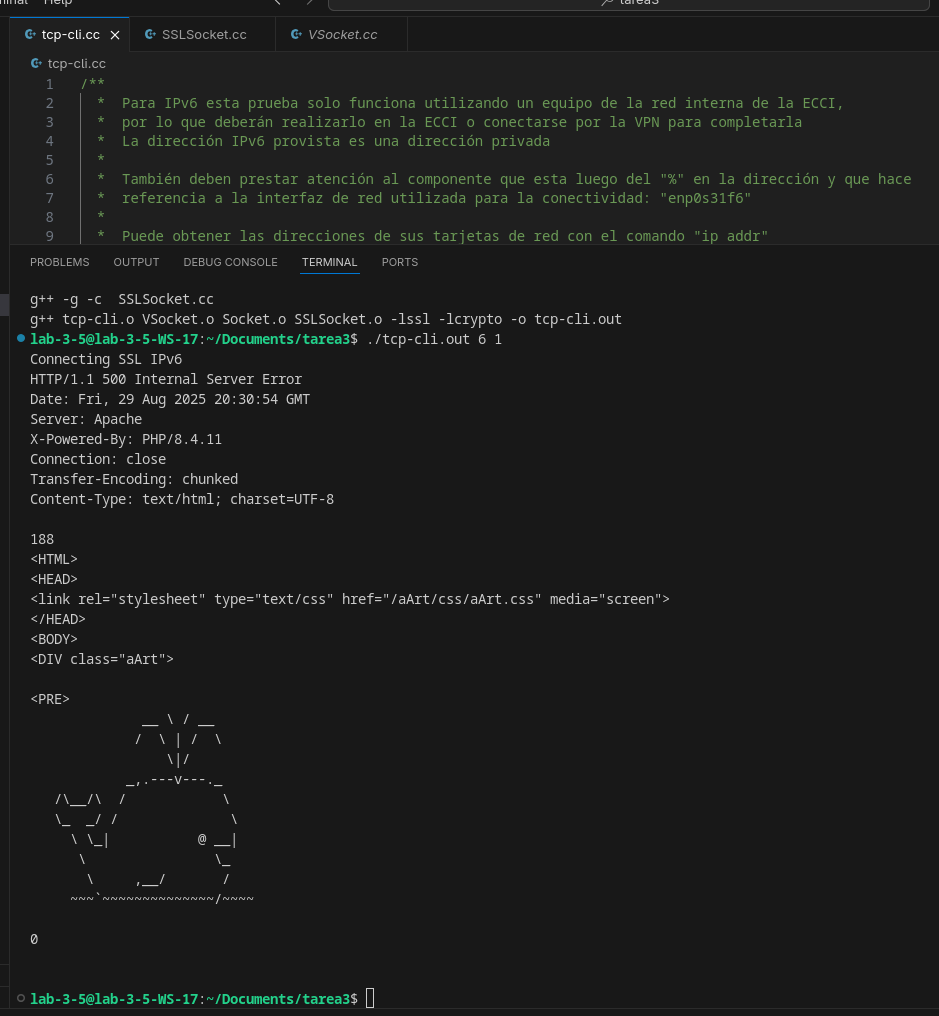 Help
tarea3
tcp-cli.cc
SSLSocket.cc
VSocket.cc
tcp-cli.cc
1 /**
2 * Para IPv6 esta prueba solo funciona utilizando un equipo de la red interna de la ECCI,
3 * por lo que deberán realizarlo en la ECCI o conectarse por la VPN para completarla
4 * La dirección IPv6 provista es una dirección privada
5 *
6 * También deben prestar atención al componente que esta luego del "%" en la dirección y que hace
7 * referencia a la interfaz de red utilizada para la conectividad: "enp0s31f6"
8 *
9 * Puede obtener las direcciones de sus tarjetas de red con el comando "ip addr"
PROBLEMS OUTPUT DEBUG CONSOLE TERMINAL PORTS
g++ -g -c  SSLSocket.cc
g++ tcp-cli.o VSocket.o Socket.o SSLSocket.o -lssl -lcrypto -o tcp-cli.out
lab-3-5@lab-3-5-WS-17:~/Documents/tarea3$ ./tcp-cli.out 6 1
Connecting SSL IPv6
HTTP/1.1 500 Internal Server Error
Date: Fri, 29 Aug 2025 20:30:54 GMT
Server: Apache
X-Powered-By: PHP/8.4.11
Connection: close
Transfer-Encoding: chunked
Content-Type: text/html; charset=UTF-8
188
<HTML>
<HEAD>
<link rel="stylesheet" type="text/css" href="/aArt/css/aArt.css" media="screen">
</HEAD>
<BODY>
<DIV class="aArt">
<PRE>
              __ \ / __
             /  \ | /  \
                 \|/
            _,.---v---._
   /\__/\  /            \
   \_  _/ /              \
     \ \_|           @ __|
      \                \_
       \     ,__/       /
     ~~~`~~~~~~~~~~~~~~/~~~~
0
lab-3-5@lab-3-5-WS-17:~/Documents/tarea3$